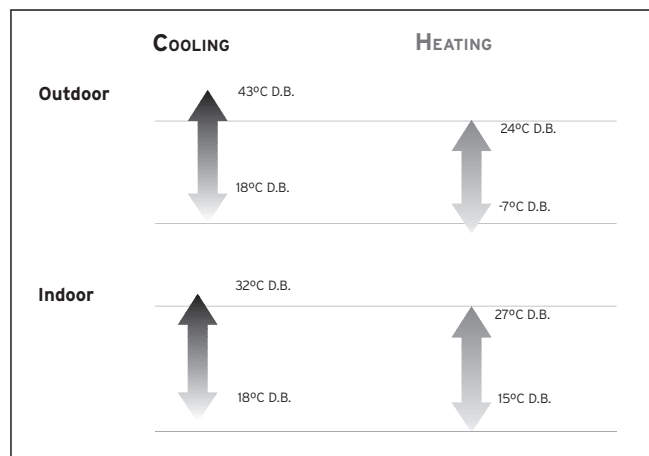 COOLING HEATING
Outdoor
43ºC D.B.
24ºC D.B.
18ºC D.B.
-7ºC D.B.
Indoor
32ºC D.B.
27ºC D.B.
18ºC D.B.
15ºC D.B.